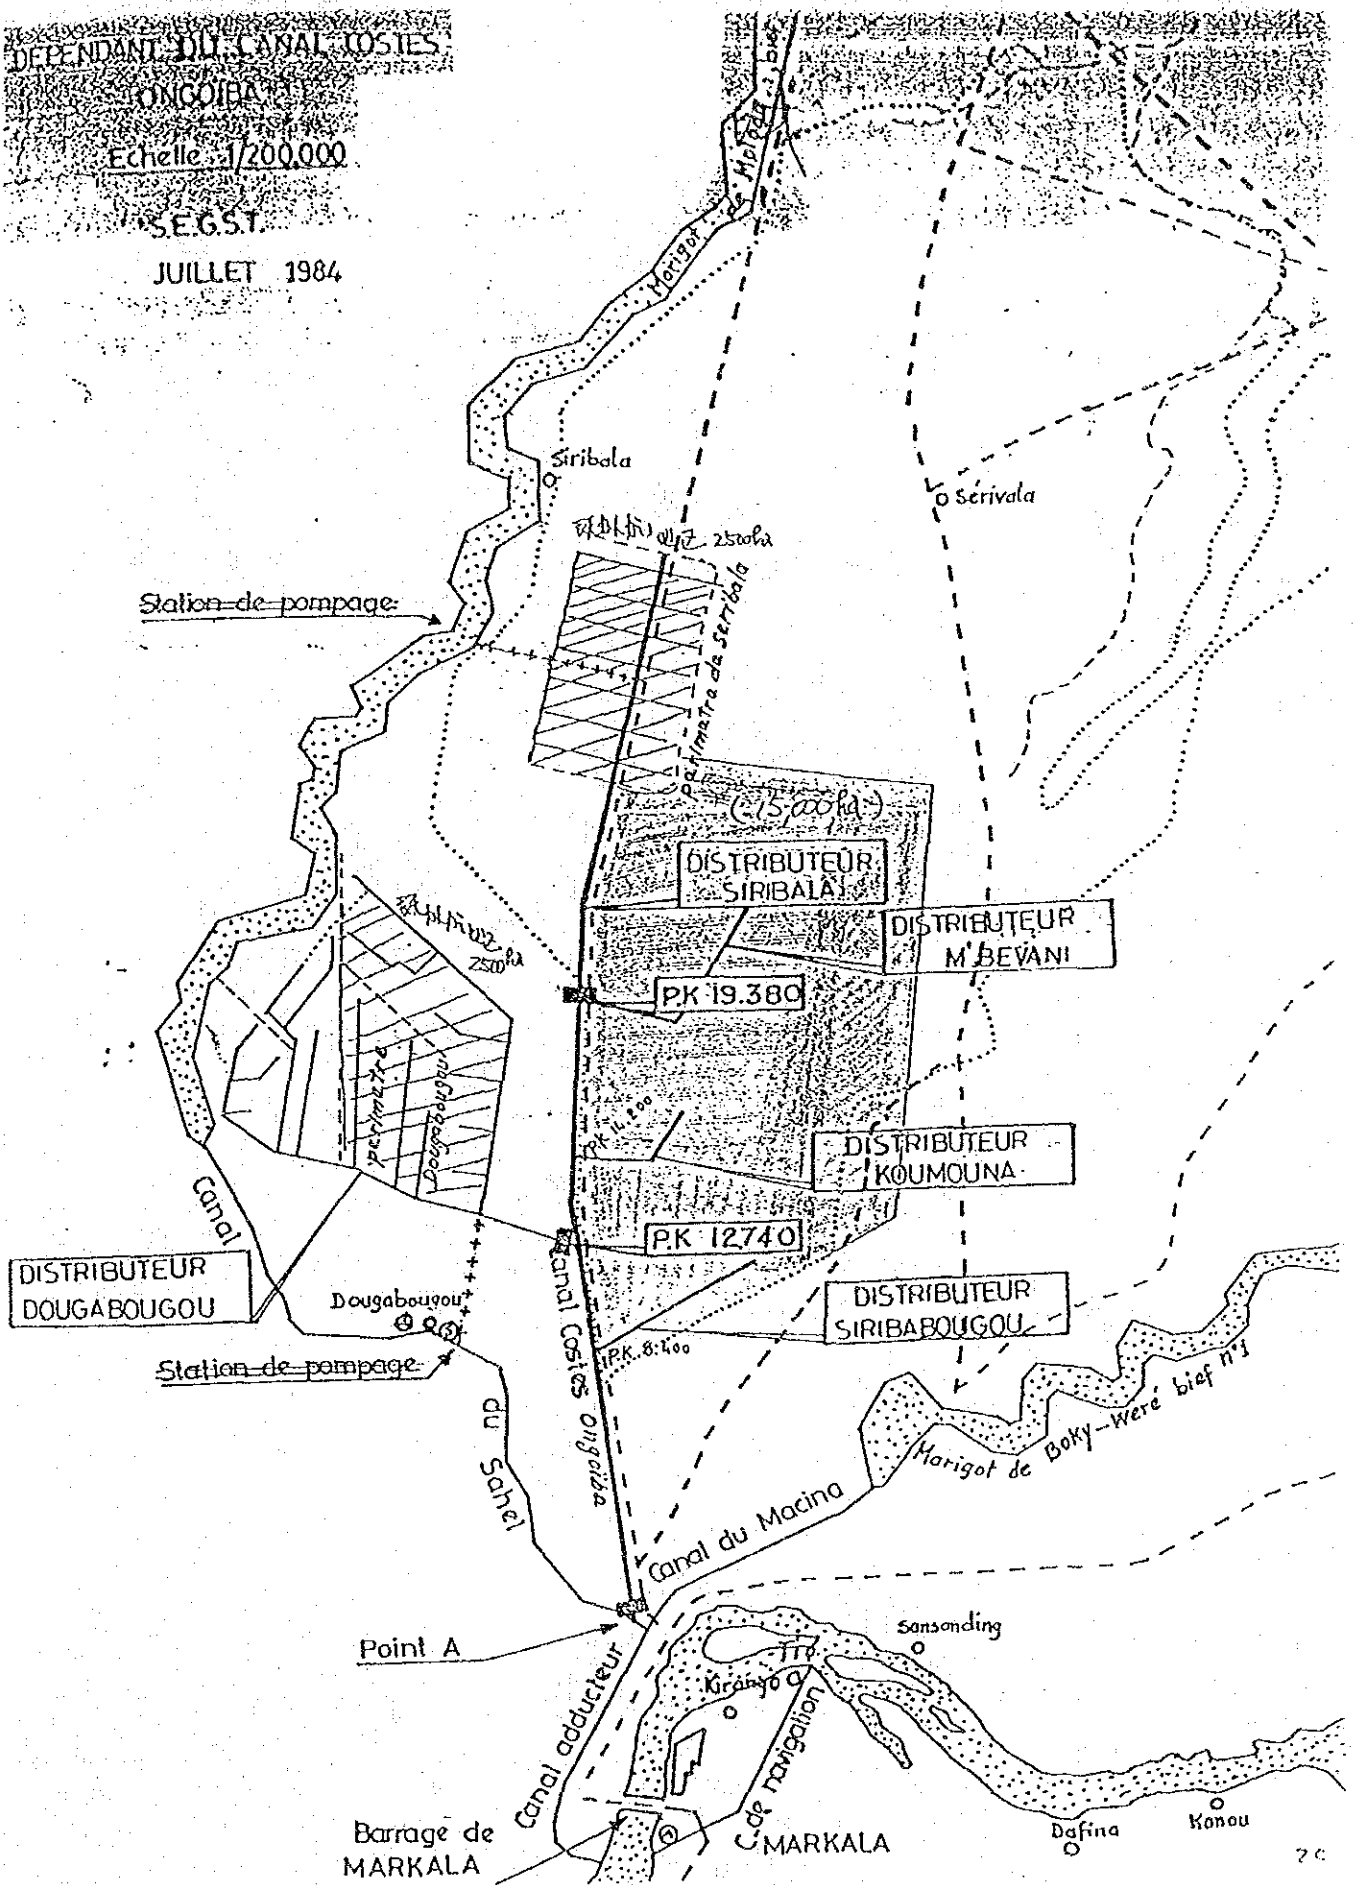 DEPENDANT DU CANAL COSTES
ONGOIBA
Echelle 1/200.000
S.E.G.S.T.
JUILLET 1984
Marigot de Molodo
Siribala
Sérivala
2500ha
Station de pompage
(15,000ha)
DISTRIBUTEUR
SIRIBALA
DISTRIBUTEUR
M'BEVANI
2500ha
P.K 19.380
perimetre
Dougabougou
DISTRIBUTEUR
KOUMOUNA
Canal
P.K 12.740
DISTRIBUTEUR
DOUGABOUGOU
Dougabougou
DISTRIBUTEUR
SIRIBABOUGOU
P.K. 8.400
Station de pompage
Canal Costes Ongoiba
du Sahel
Marigot de Boky-Weré bief n°1
Canal du Macina
Point A
Sansanding
Kirango
Canal adducteur
C. de navigation
Barrage de
MARKALA
MARKALA
Dafina
Konou